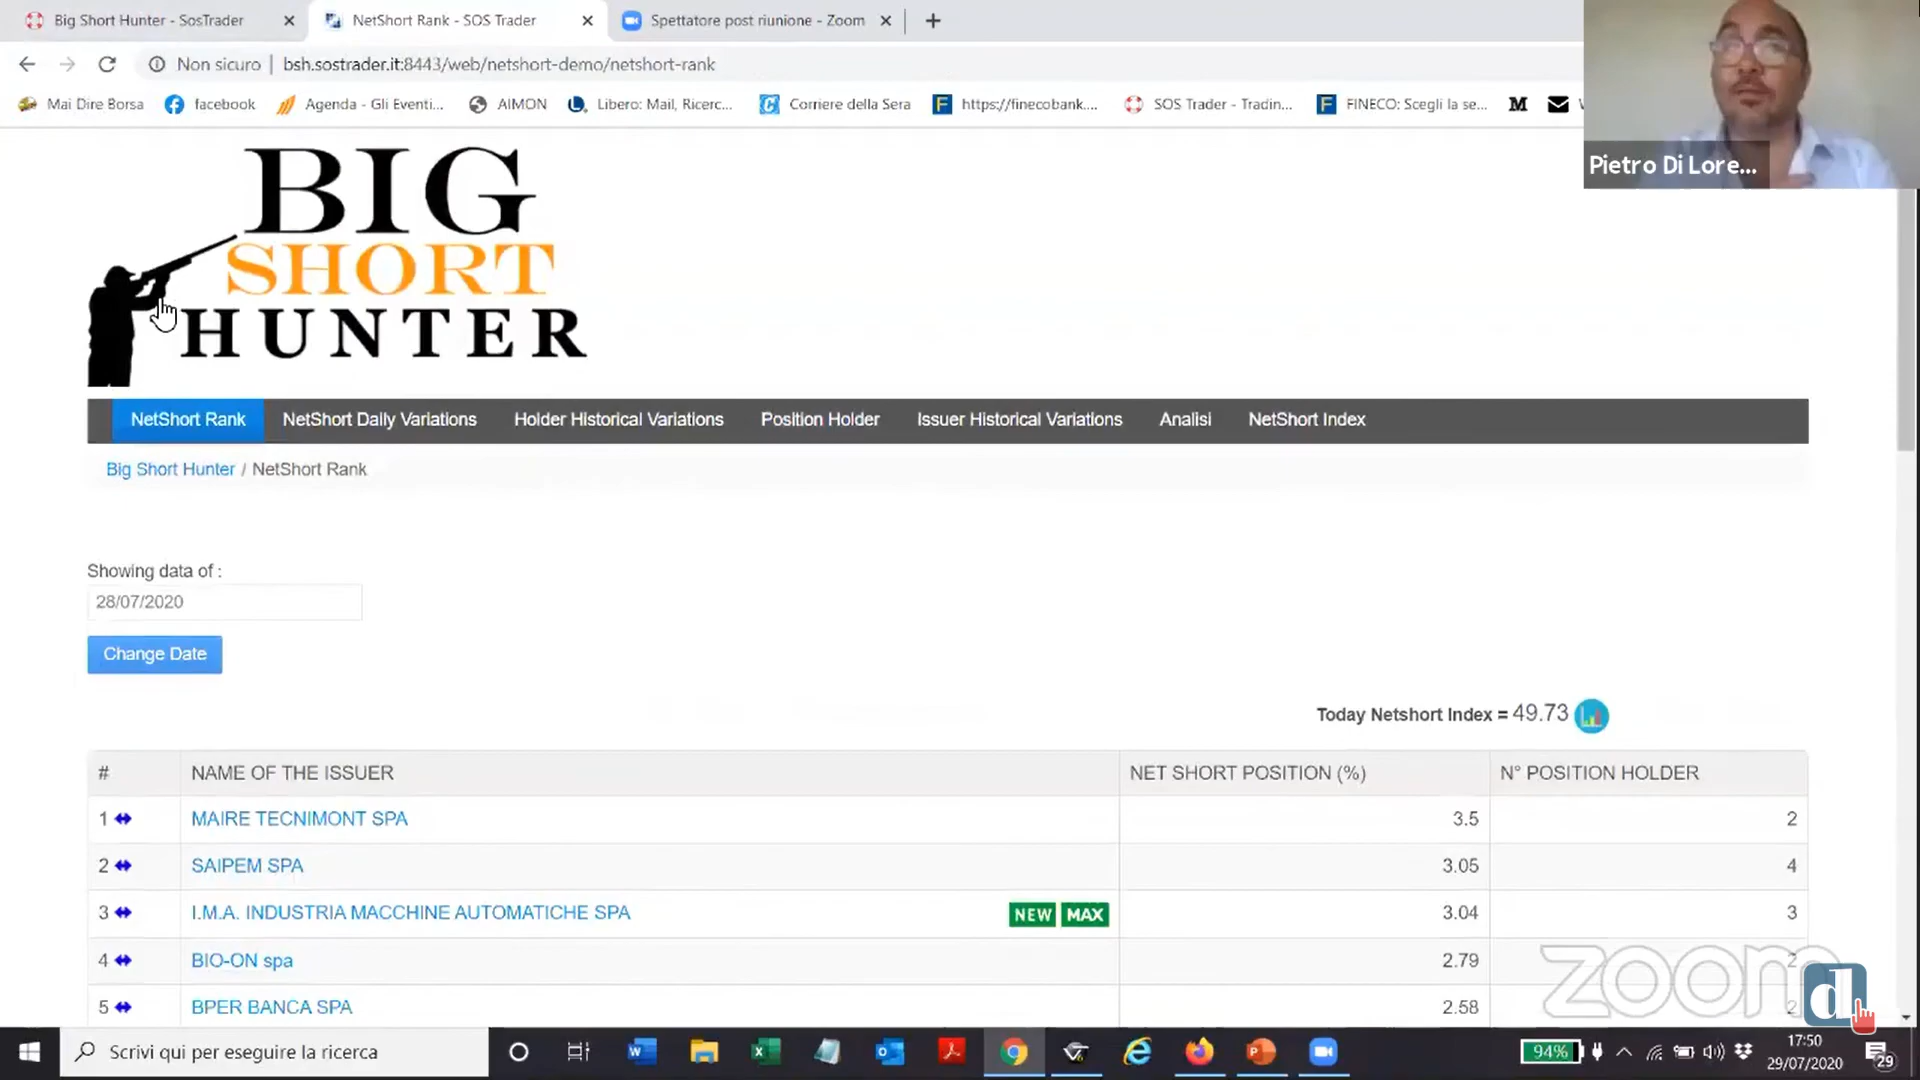 Big Short Hunter - SosTrader
NetShort Rank - SOS Trader
Spettatore post riunione - Zoom
Non sicuro
bsh.sostrader.it:8443/web/netshort-demo/netshort-rank
Mai Dire Borsa
facebook
Agenda - Gli Eventi...
AIMON
Libero: Mail, Ricerc...
Corriere della Sera
https://finecobank....
SOS Trader - Tradin...
FINECO: Scegli la se...
M
Pietro Di Lore...
BIG
SHORT
HUNTER
NetShort Rank NetShort Daily Variations Holder Historical Variations Position Holder Issuer Historical Variations Analisi NetShort Index
Big Short Hunter / NetShort Rank
Showing data of :
28/07/2020
Change Date
Today Netshort Index = 49.73
# NAME OF THE ISSUER NET SHORT POSITION (%) N° POSITION HOLDER
1 MAIRE TECNIMONT SPA 3.5 2
2 SAIPEM SPA 3.05 4
3 I.M.A. INDUSTRIA MACCHINE AUTOMATICHE SPA NEW MAX 3.04 3
4 BIO-ON spa 2.79 2
5 BPER BANCA SPA 2.58 2
zoom
d
Scrivi qui per eseguire la ricerca
94%
17:50
29/07/2020
29